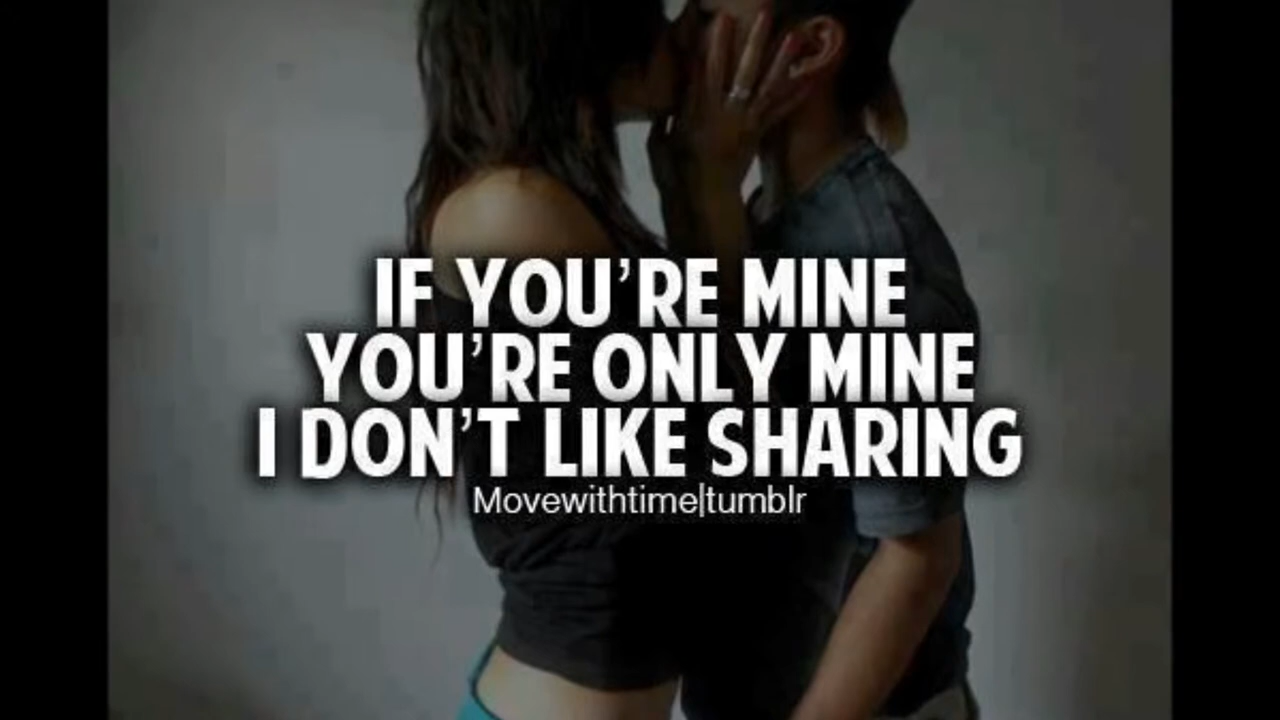 IF YOU'RE MINE
YOU'RE ONLY MINE
I DON'T LIKE SHARING
Movewithtime|tumblr